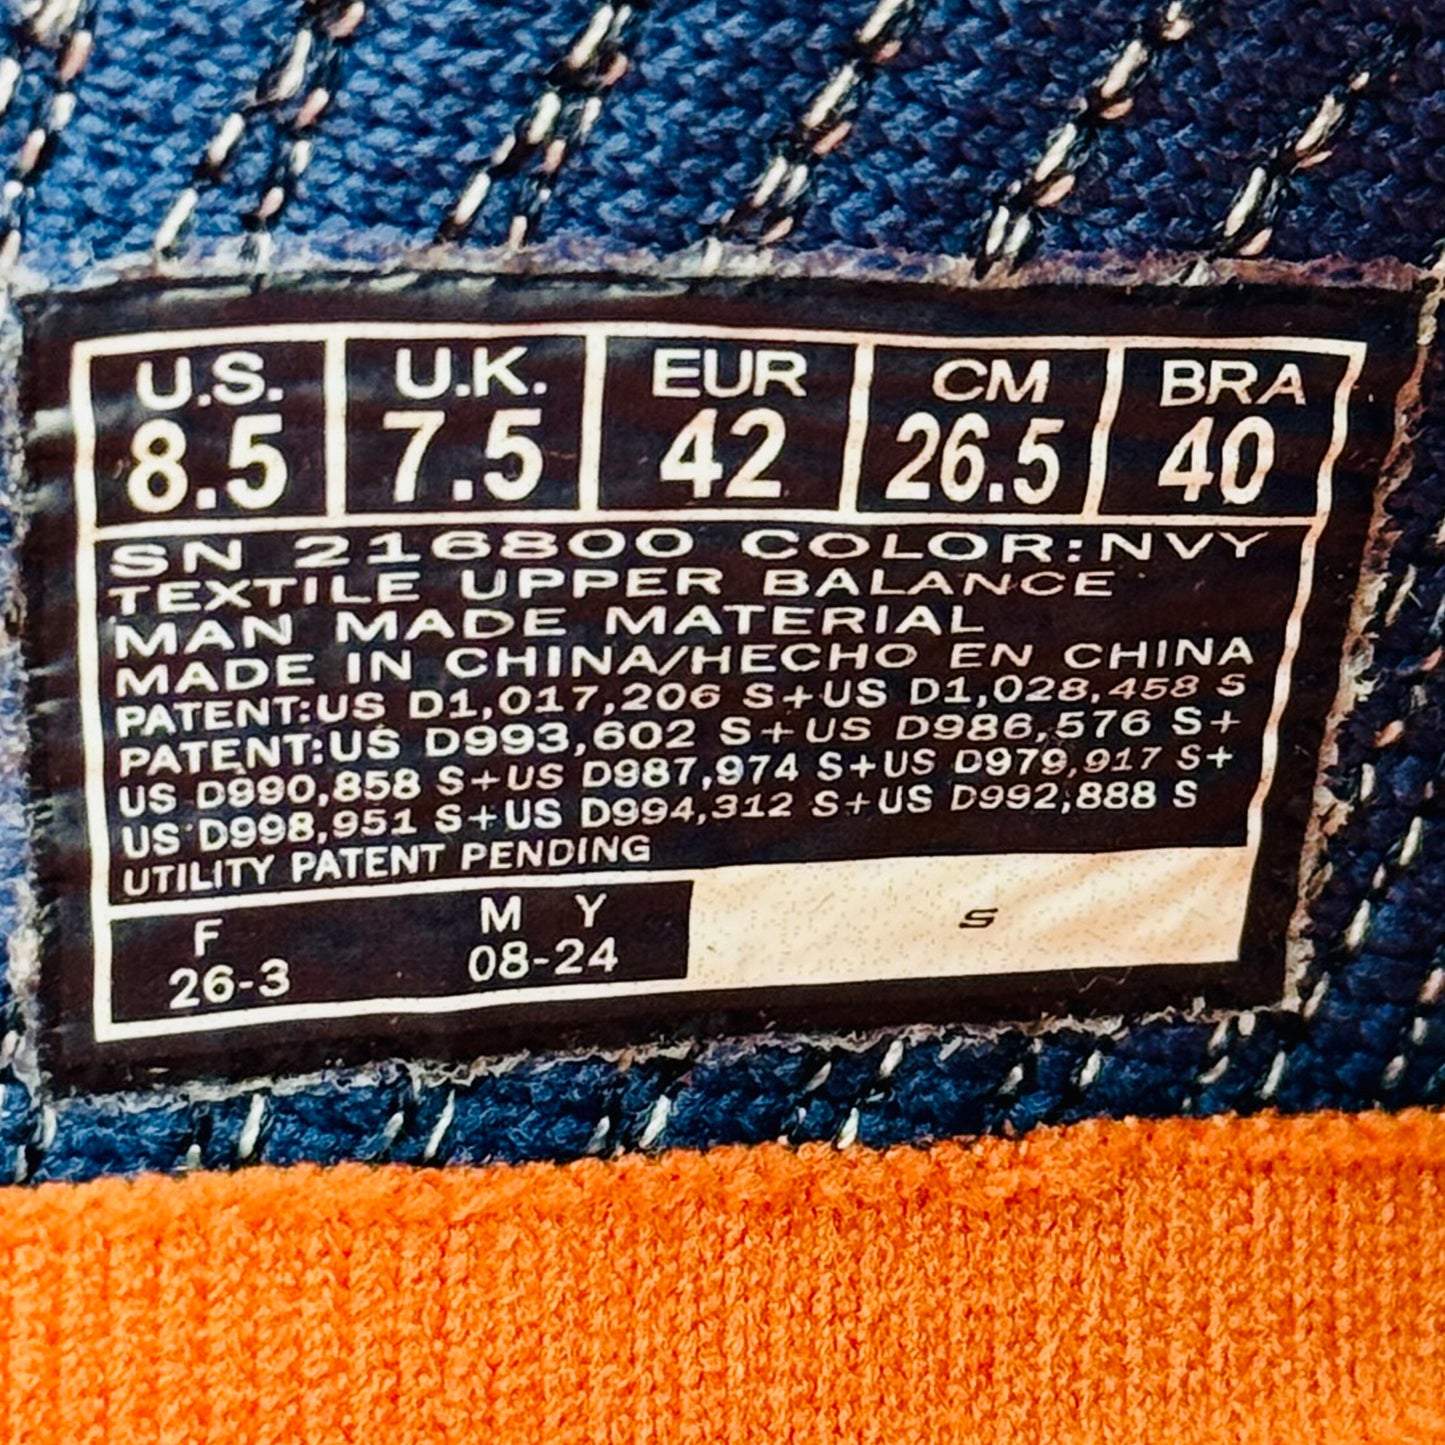 U.S. U.K. EUR CM BRA
8.5 7.5 42 26.5 40
SN 216800 COLOR:NVY
TEXTILE UPPER BALANCE
MAN MADE MATERIAL
MADE IN CHINA/HECHO EN CHINA
PATENT:US D1,017,206 S+US D1,028,458 S
PATENT:US D993,602 S+US D986,576 S+
US D990,858 S+US D987,974 S+US D979,917 S+
US D998,951 S+US D994,312 S+US D992,888 S
UTILITY PATENT PENDING
F M Y
26-3 08-24
S